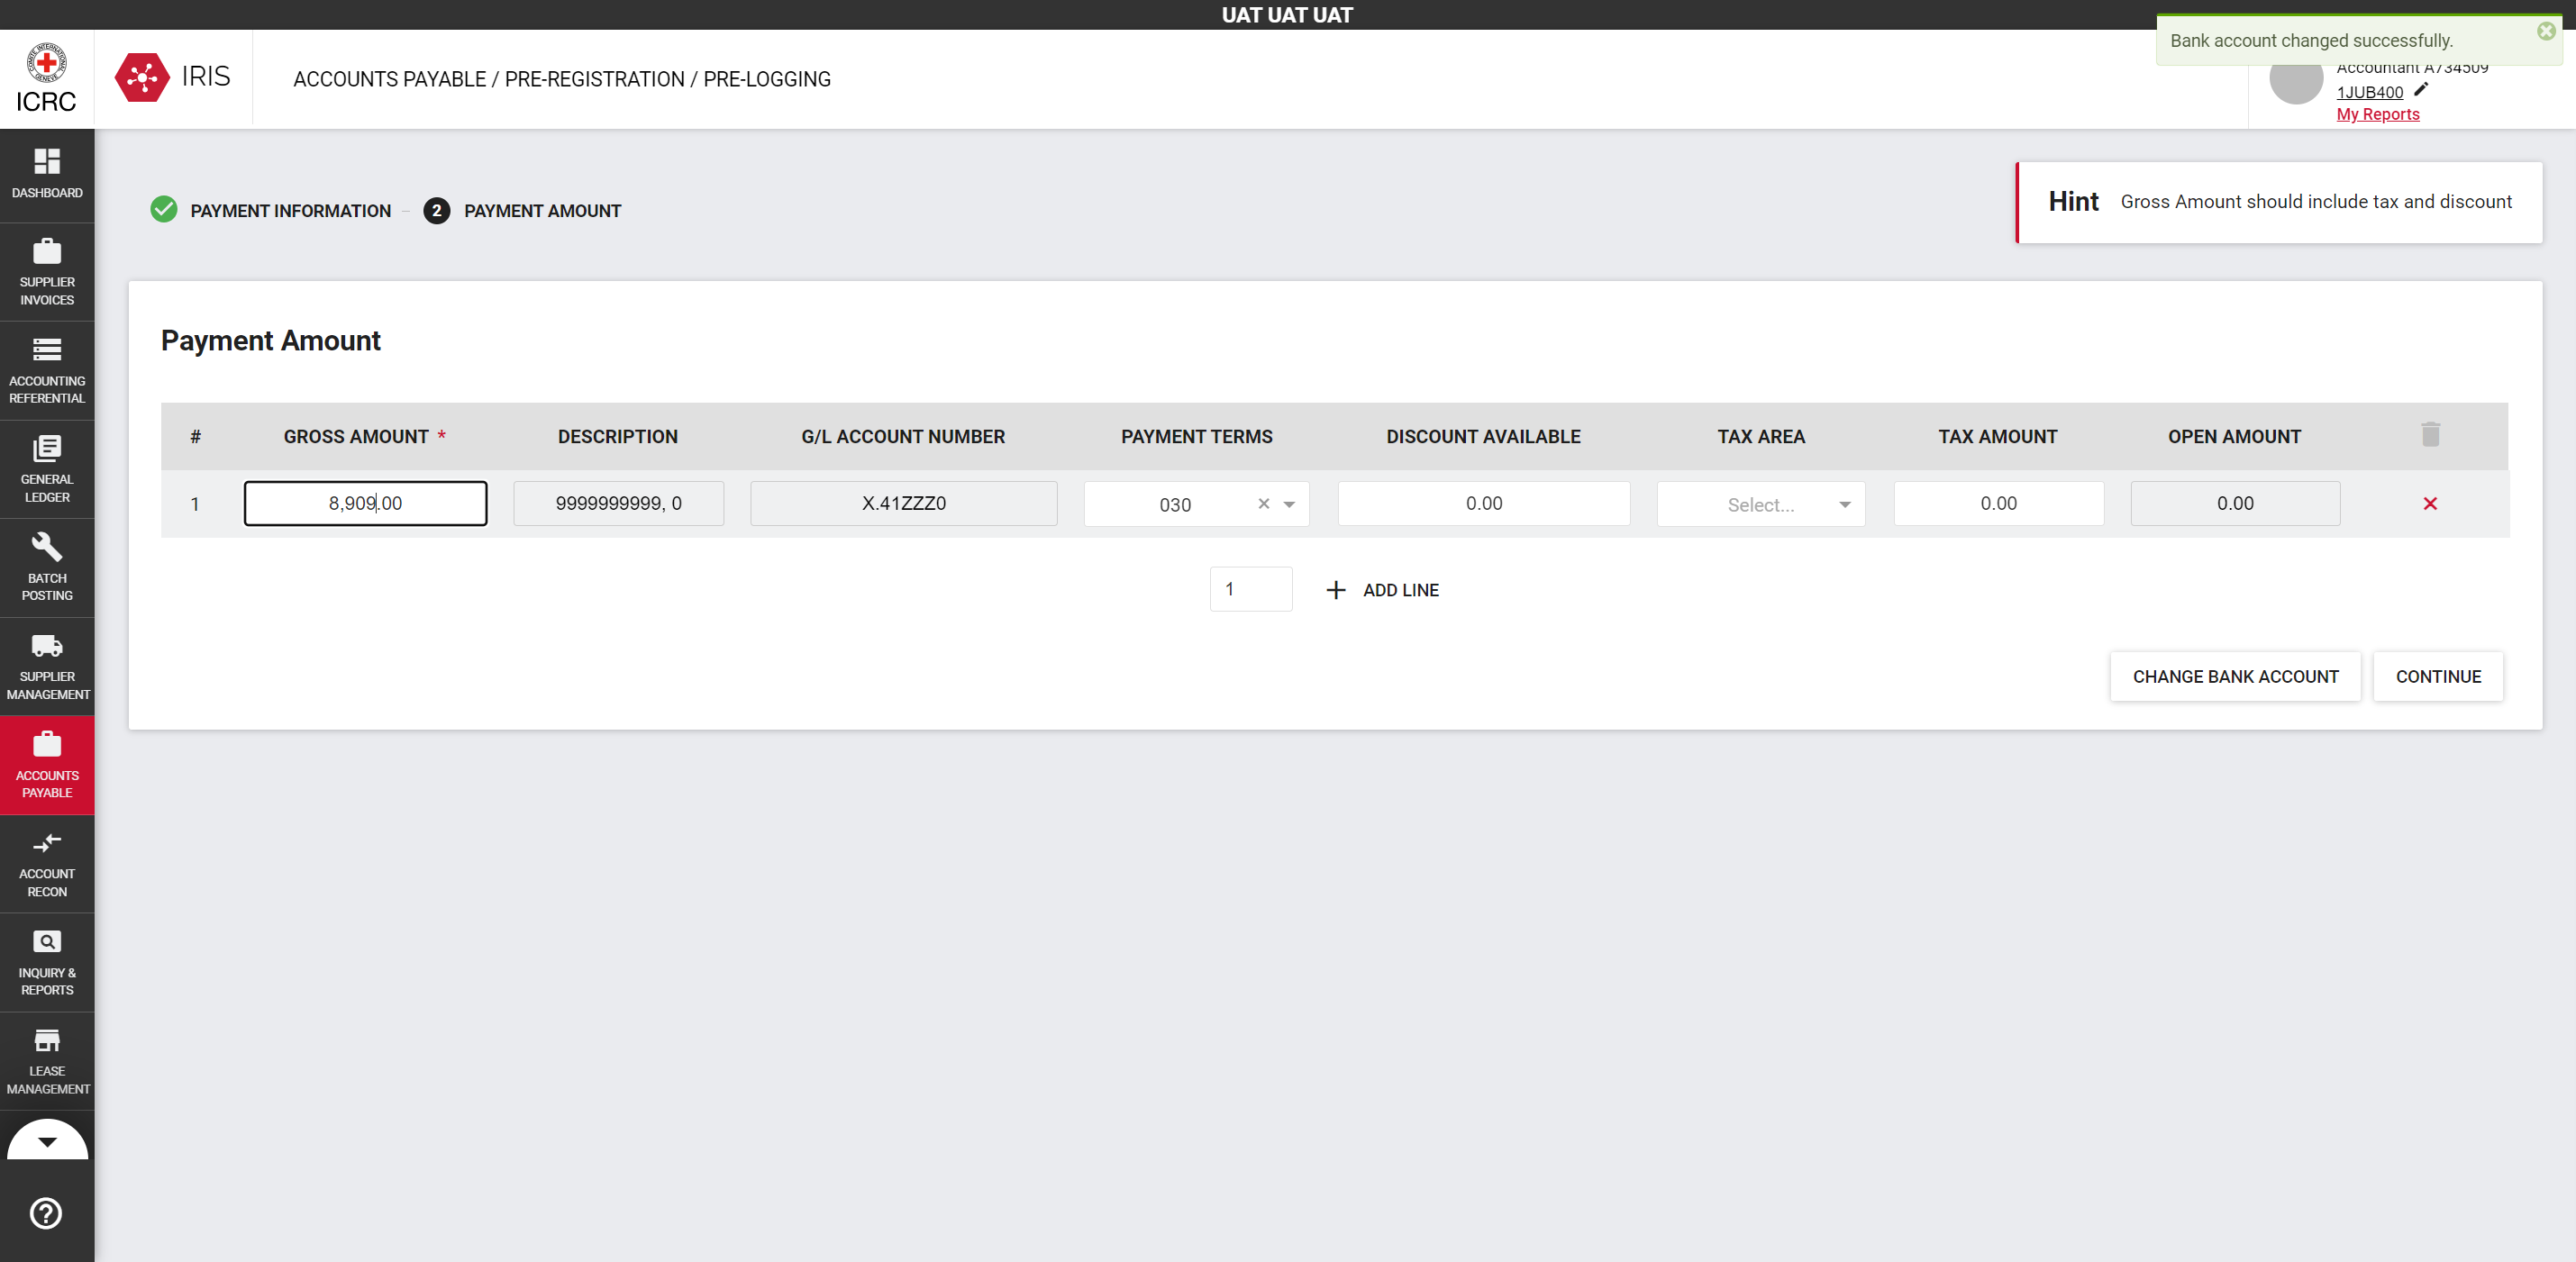 UAT UAT UAT
Bank account changed successfully.
COMITE INTERNATIONAL GENEVE
ICRC
IRIS
ACCOUNTS PAYABLE / PRE-REGISTRATION / PRE-LOGGING
Accountant A734509
1JUB400
My Reports
DASHBOARD
SUPPLIER
INVOICES
ACCOUNTING
REFERENTIAL
GENERAL
LEDGER
BATCH
POSTING
SUPPLIER
MANAGEMENT
ACCOUNTS
PAYABLE
ACCOUNT
RECON
INQUIRY &
REPORTS
LEASE
MANAGEMENT
PAYMENT INFORMATION
2 PAYMENT AMOUNT
Hint Gross Amount should include tax and discount
Payment Amount
# GROSS AMOUNT * DESCRIPTION G/L ACCOUNT NUMBER PAYMENT TERMS DISCOUNT AVAILABLE TAX AREA TAX AMOUNT OPEN AMOUNT
1 8,909.00 9999999999, 0 X.41ZZZ0 030 0.00 Select... 0.00 0.00
1 ADD LINE
CHANGE BANK ACCOUNT CONTINUE